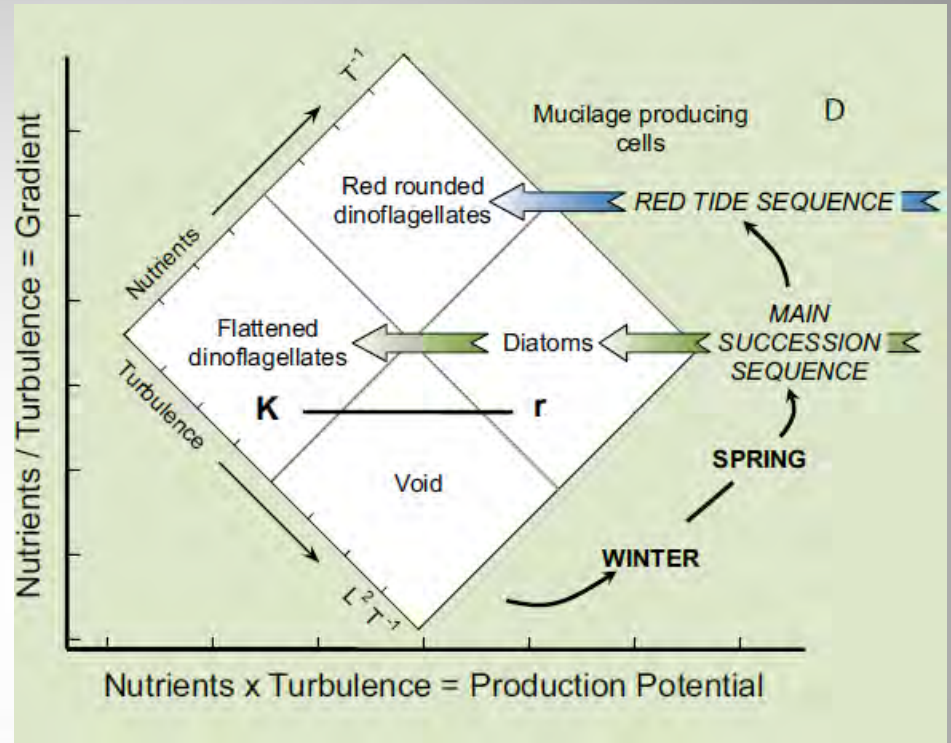 Nutrients / Turbulence = Gradient
Nutrients
T⁻¹
Mucilage producing
cells
D
Red rounded
dinoflagellates
RED TIDE SEQUENCE
Flattened
dinoflagellates
Diatoms
MAIN
SUCCESSION
SEQUENCE
Turbulence
K
r
SPRING
Void
WINTER
L² T⁻¹
Nutrients x Turbulence = Production Potential